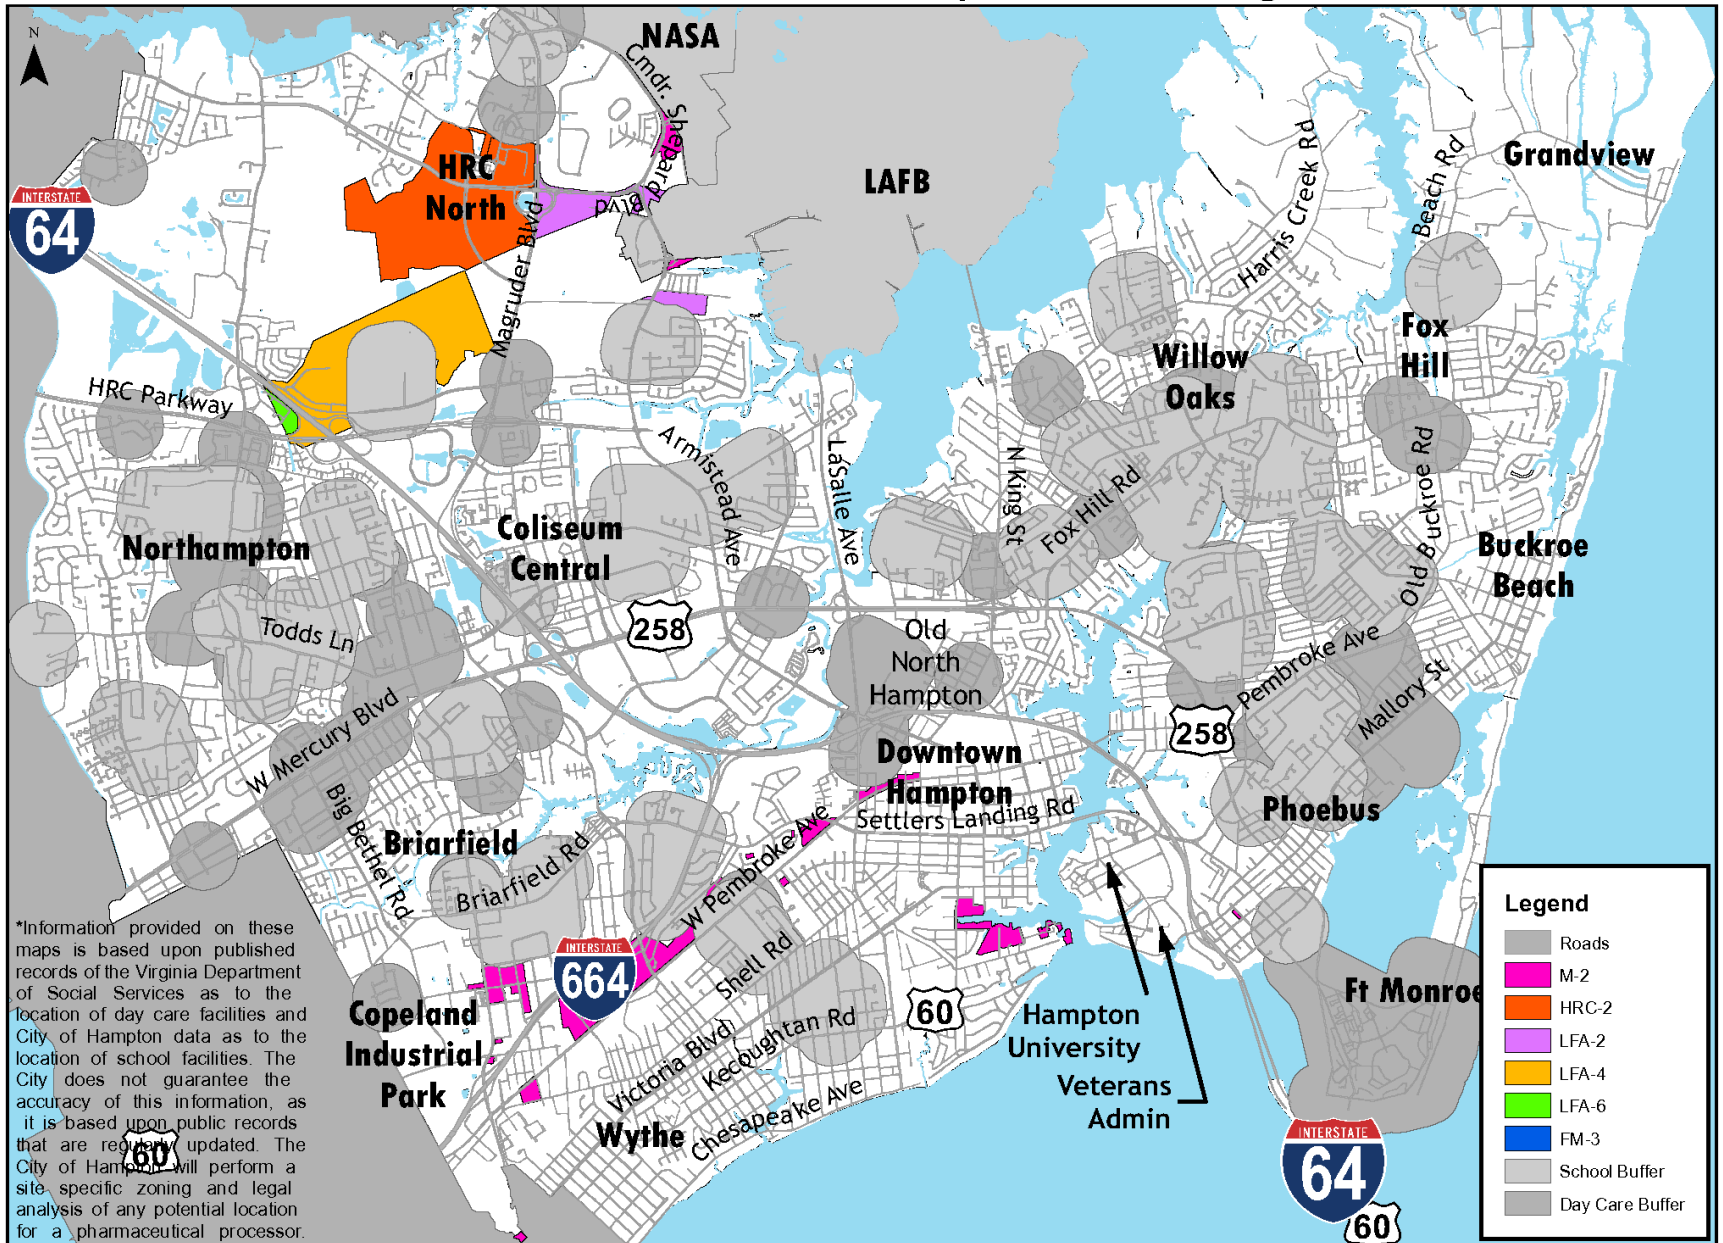 N
NASA
Cmdr. Shepard Blvd
HRC
North
LAFB
Grandview
Beach Rd
Harris Creek Rd
INTERSTATE
64
Magruder Blvd
Fox
Hill
Willow
Oaks
HRC Parkway
Armistead Ave
LaSalle Ave
N King St
Fox Hill Rd
Old Buckroe Rd
Northampton
Coliseum
Central
Buckroe
Beach
Todds Ln
258
Old
North
Hampton
Pembroke Ave
Mallory St
W Mercury Blvd
258
Downtown
Hampton
Settlers Landing Rd
Phoebus
Big Bethel Rd
Briarfield
Briarfield Rd
W Pembroke Ave
Shell Rd
INTERSTATE
664
Copeland
Industrial
Park
60
Victoria Blvd
Kecoughtan Rd
Chesapeake Ave
Wythe
Hampton
University
Veterans
Admin
Ft Monroe
INTERSTATE
64
60
60
*Information provided on these
maps is based upon published
records of the Virginia Department
of Social Services as to the
location of day care facilities and
City of Hampton data as to the
location of school facilities. The
City does not guarantee the
accuracy of this information, as
it is based upon public records
that are regularly updated. The
City of Hampton will perform a
site specific zoning and legal
analysis of any potential location
for a pharmaceutical processor.
Legend
Roads
M-2
HRC-2
LFA-2
LFA-4
LFA-6
FM-3
School Buffer
Day Care Buffer